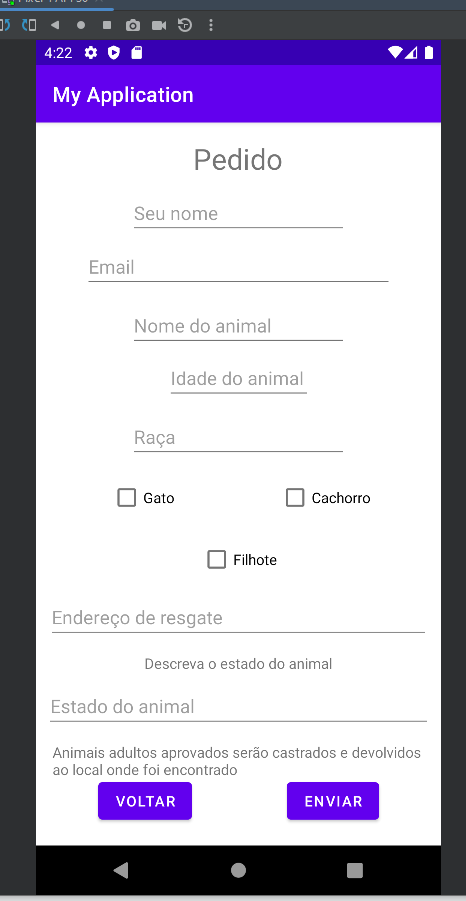 4:22
My Application
Pedido
Seu nome
Email
Nome do animal
Idade do animal
Raça
Gato
Cachorro
Filhote
Endereço de resgate
Descreva o estado do animal
Estado do animal
Animais adultos aprovados serão castrados e devolvidos
ao local onde foi encontrado
VOLTAR
ENVIAR